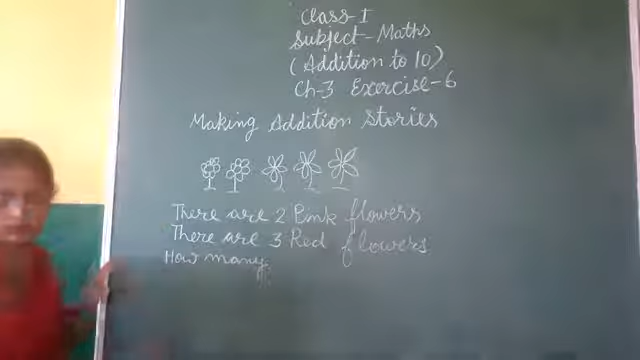 Class-I
Subject-Maths
(Addition to 10)
Ch-3 Exercise-6
Making Addition Stories
There are 2 Pink flowers
There are 3 Red flowers
How many